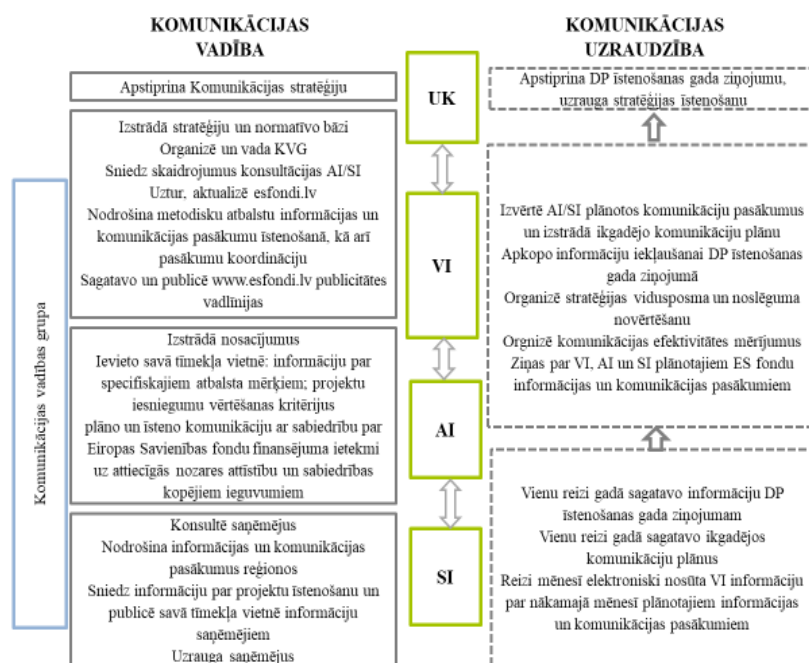 KOMUNIKĀCIJAS
VADĪBA
Apstiprina Komunikācijas stratēģiju
Izstrādā stratēģiju un normatīvo bāzi
Organizē un vada KVG
Sniedz skaidrojumus konsultācijas AI/SI
Uztur, aktualizē esfondi.lv
Nodrošina metodisku atbalstu informācijas un
komunikācijas pasākumu īstenošanā, kā arī
pasākumu koordināciju
Sagatavo un publicē www.esfondi.lv publicitātes
vadlīnijas
Izstrādā nosacījumus
Ievieto savā tīmekļa vietnē: informāciju par
specifiskajiem atbalsta mērķiem; projektu
iesniegumu vērtēšanas kritērijus
plāno un īsteno komunikāciju ar sabiedrību par
Eiropas Savienības fondu finansējuma ietekmi
uz attiecīgās nozares attīstību un sabiedrības
kopējiem ieguvumiem
Konsultē saņēmējus
Nodrošina informācijas un komunikācijas
pasākumus reģionos
Sniedz informāciju par projektu īstenošanu un
publicē savā tīmekļa vietnē informāciju
saņēmējiem
Uzrauga saņēmējus
Komunikācijas vadības grupa
UK
VI
AI
SI
KOMUNIKĀCIJAS
UZRAUDZĪBA
Apstiprina DP īstenošanas gada ziņojumu,
uzrauga stratēģijas īstenošanu
Izvērtē AI/SI plānotos komunikāciju pasākumus
un izstrādā ikgadējo komunikāciju plānu
Apkopo informāciju iekļaušanai DP īstenošanas
gada ziņojumā
Organizē stratēģijas vidusposma un noslēguma
novērtēšanu
Orgnizē komunikācijas efektivitātes mērījumus
Ziņas par VI, AI un SI plānotajiem ES fondu
informācijas un komunikācijas pasākumiem
Vienu reizi gadā sagatavo informāciju DP
īstenošanas gada ziņojumam
Vienu reizi gadā sagatavo ikgadējos
komunikāciju plānus
Reizi mēnesī elektroniski nosūta VI informāciju
par nākamajā mēnesī plānotajiem informācijas
un komunikācijas pasākumiem